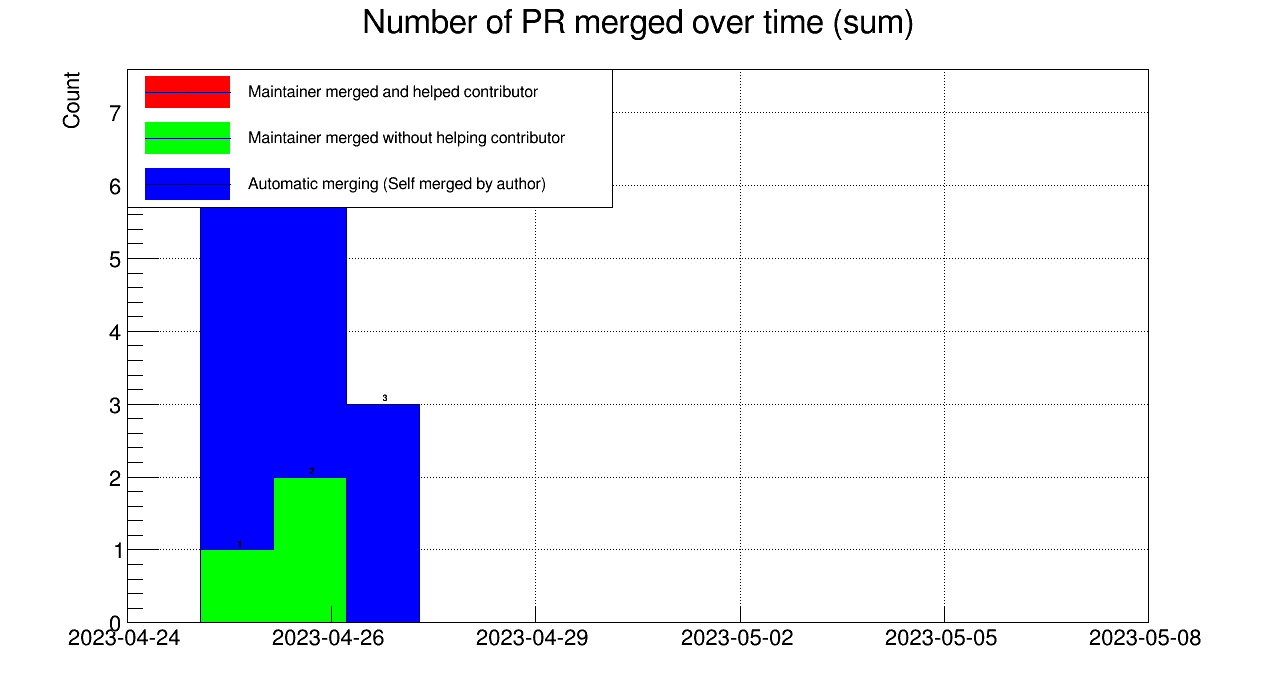 Number of PR merged over time (sum)
Count
Maintainer merged and helped contributor
Maintainer merged without helping contributor
Automatic merging (Self merged by author)
7
6
5
4
3
2
1
0
3
2
1
2023-04-24 2023-04-26 2023-04-29 2023-05-02 2023-05-05 2023-05-08